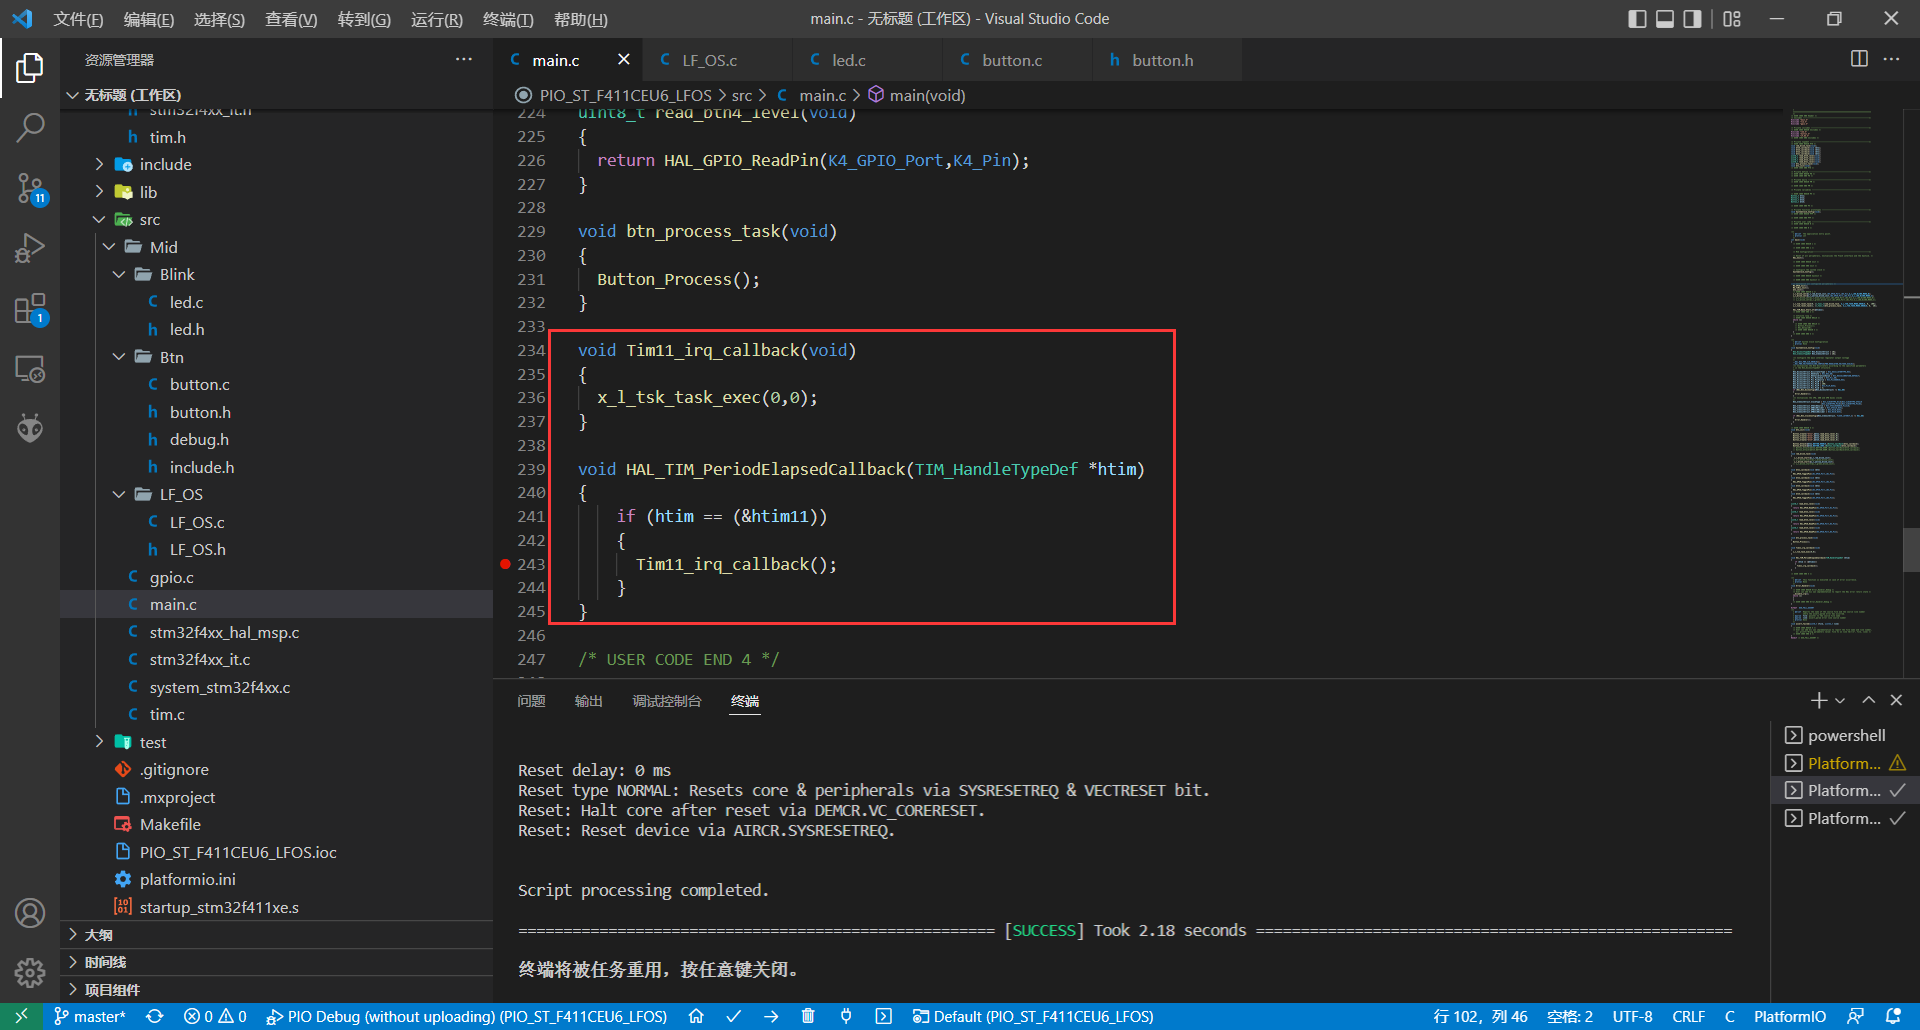 文件(F) 编辑(E) 选择(S) 查看(V) 转到(G) 运行(R) 终端(T) 帮助(H)
main.c - 无标题 (工作区) - Visual Studio Code
资源管理器
无标题 (工作区)
stm32f4xx_it.h
tim.h
include
lib
src
Mid
Blink
led.c
led.h
Btn
button.c
button.h
debug.h
include.h
LF_OS
LF_OS.c
LF_OS.h
gpio.c
main.c
stm32f4xx_hal_msp.c
stm32f4xx_it.c
system_stm32f4xx.c
tim.c
test
.gitignore
.mxproject
Makefile
PIO_ST_F411CEU6_LFOS.ioc
platformio.ini
startup_stm32f411xe.s
大纲
时间线
项目组件
11
1
main.c LF_OS.c led.c button.c button.h
PIO_ST_F411CEU6_LFOS > src > main.c > main(void)
224 uint8_t read_btn4_level(void)
225 {
226 return HAL_GPIO_ReadPin(K4_GPIO_Port,K4_Pin);
227 }
228
229 void btn_process_task(void)
230 {
231 Button_Process();
232 }
233
234 void Tim11_irq_callback(void)
235 {
236 x_l_tsk_task_exec(0,0);
237 }
238
239 void HAL_TIM_PeriodElapsedCallback(TIM_HandleTypeDef *htim)
240 {
241 if (htim == (&htim11))
242 {
243 Tim11_irq_callback();
244 }
245 }
246
247 /* USER CODE END 4 */
问题 输出 调试控制台 终端
Reset delay: 0 ms
Reset type NORMAL: Resets core & peripherals via SYSRESETREQ & VECTRESET bit.
Reset: Halt core after reset via DEMCR.VC_CORERESET.
Reset: Reset device via AIRCR.SYSRESETREQ.
Script processing completed.
===================================================== [SUCCESS] Took 2.18 seconds =====================================================
终端将被任务重用，按任意键关闭。
powershell
Platform...
Platform...
Platform...
master* 0 0 PIO Debug (without uploading) (PIO_ST_F411CEU6_LFOS) Default (PIO_ST_F411CEU6_LFOS) 行 102，列 46 空格: 2 UTF-8 CRLF C PlatformIO